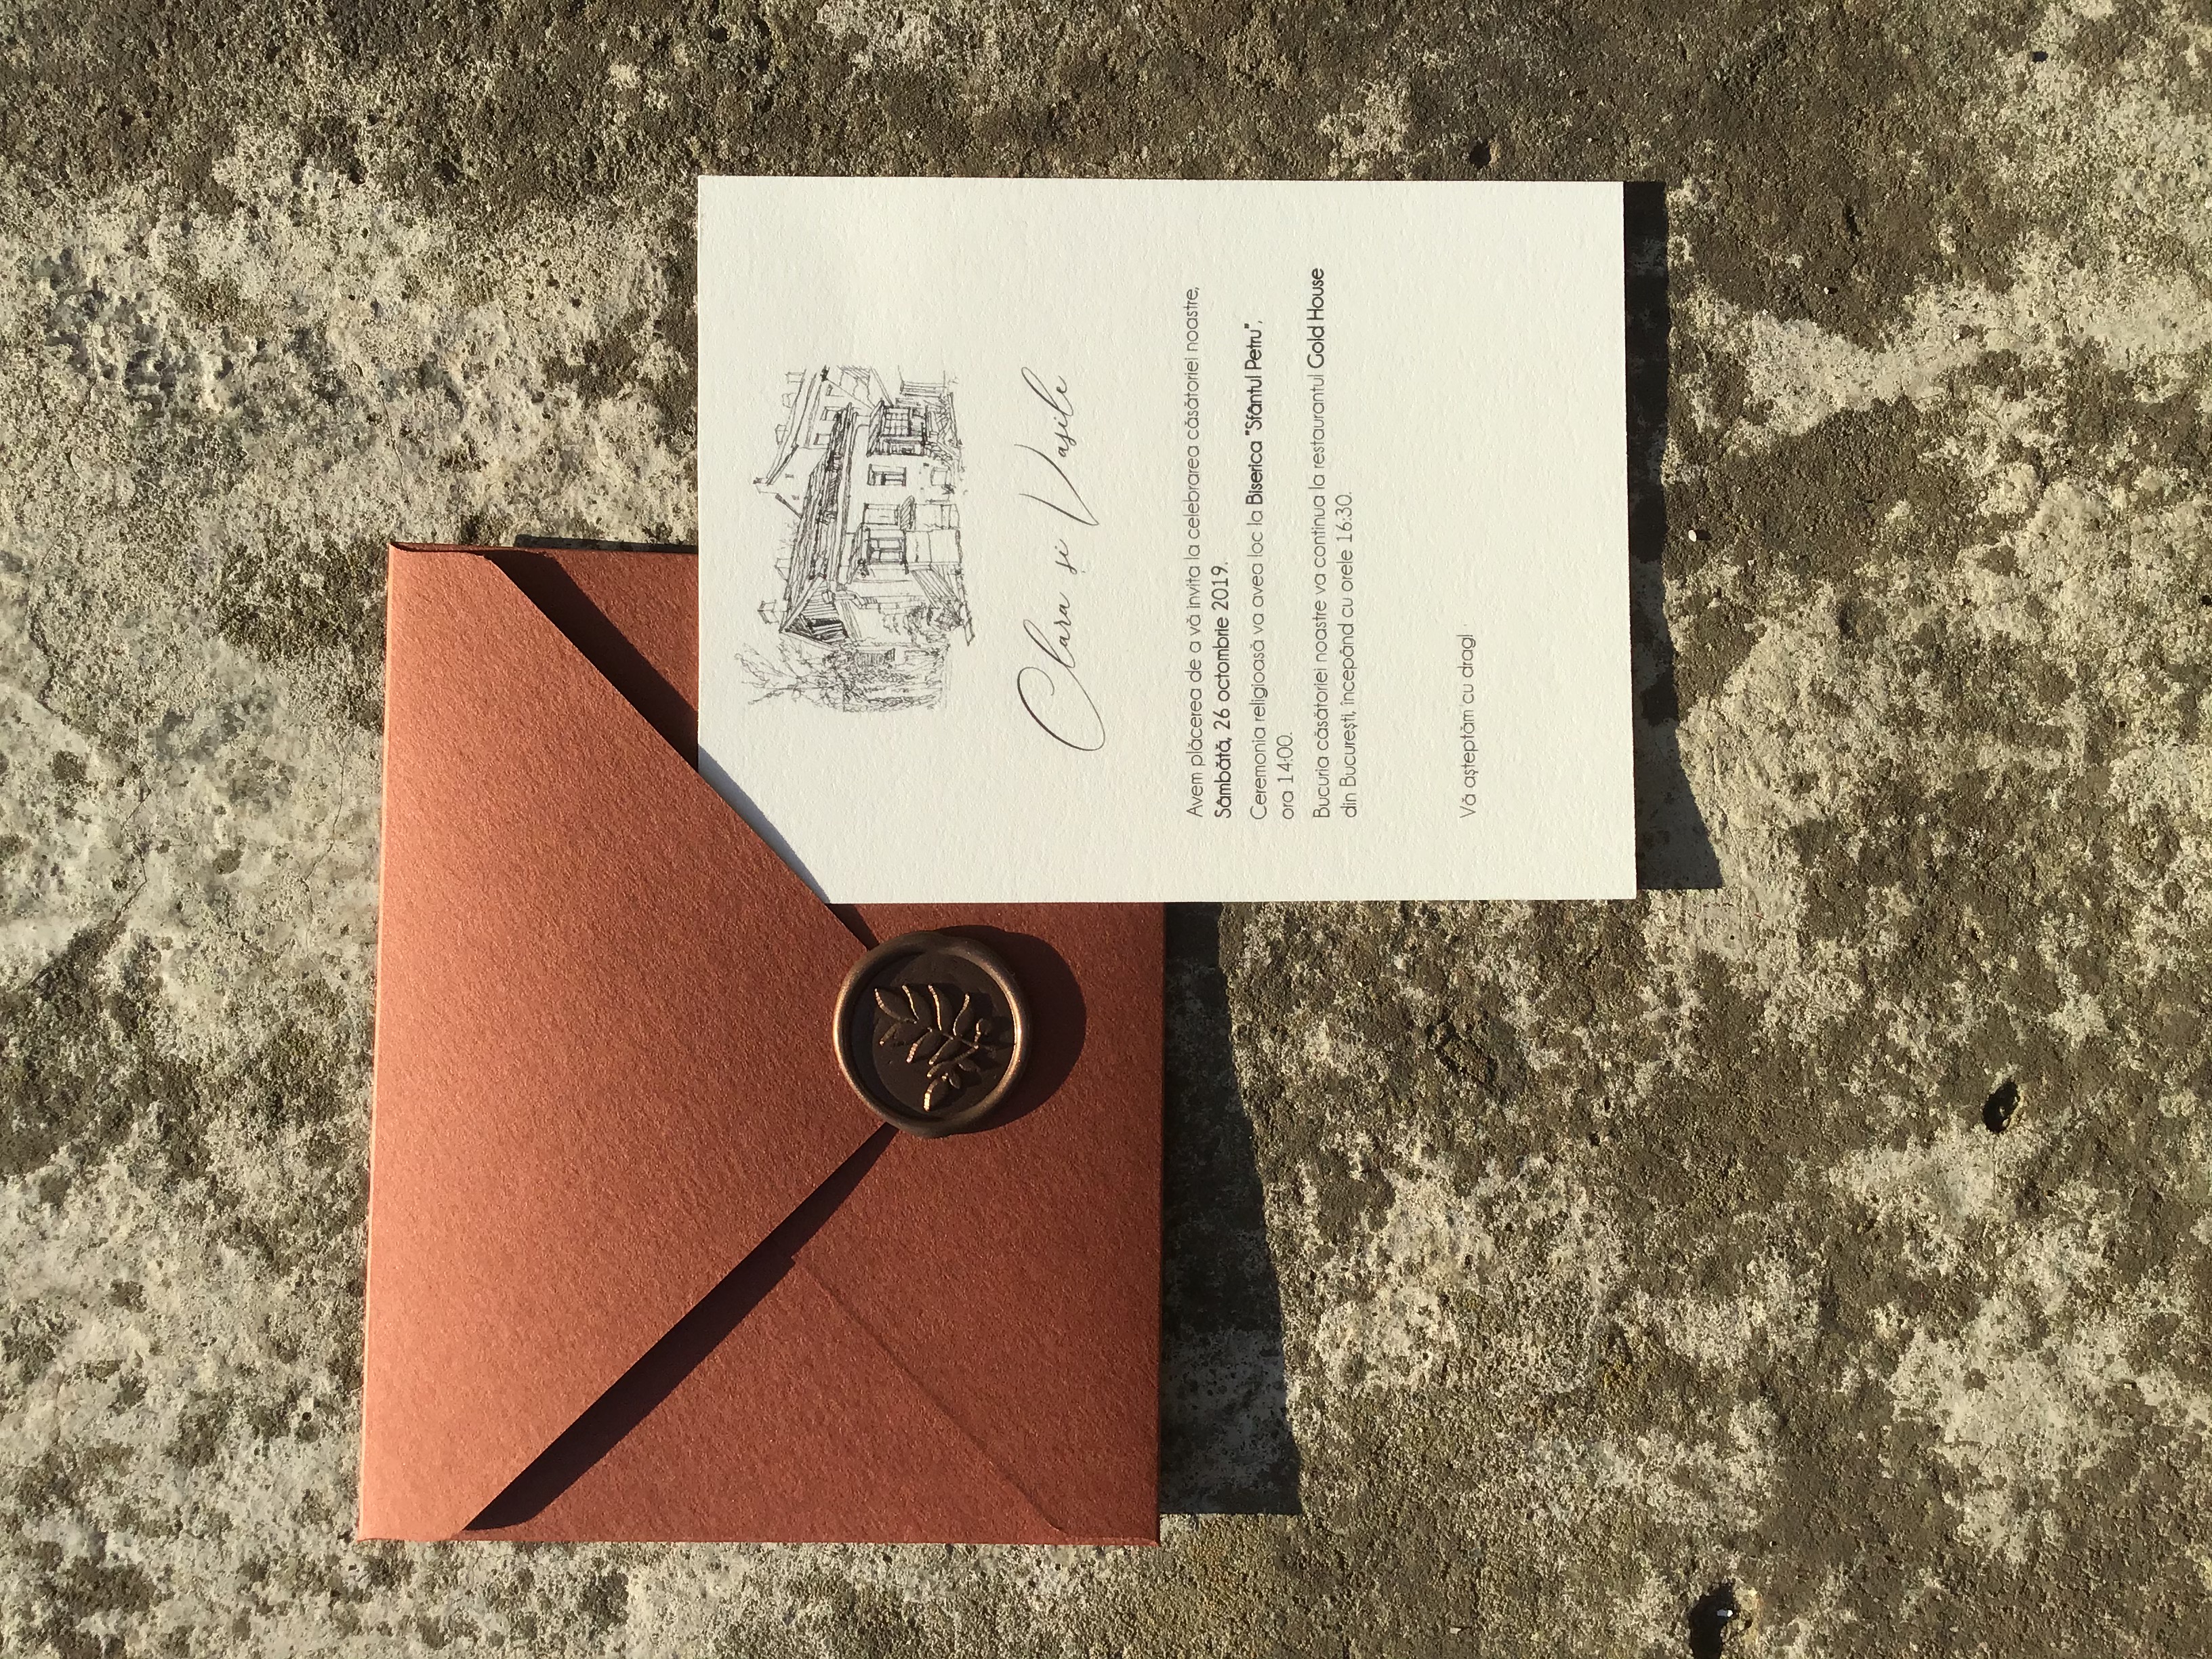 Clara și Vasile
Avem plăcerea de a vă invita la celebrarea căsătoriei noastre,
Sâmbătă, 26 octombrie 2019.
Ceremonia religioasă va avea loc la Biserica "Sfântul Petru",
ora 14:00.
Bucuria căsătoriei noastre va continua la restaurantul Gold House
din București, începând cu orele 16:30.
Vă așteptăm cu drag!